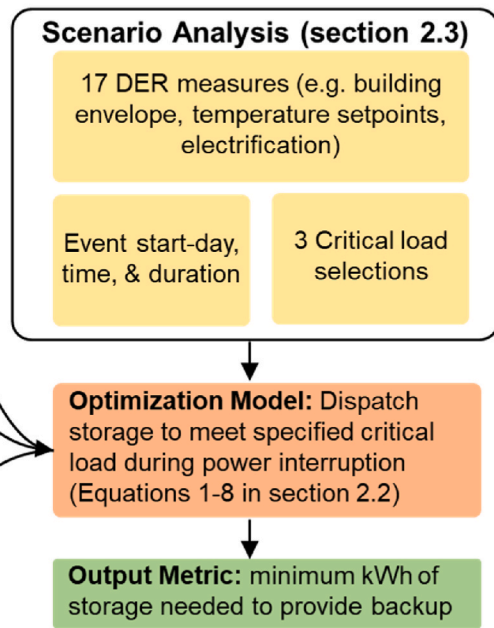 Scenario Analysis (section 2.3)
17 DER measures (e.g. building
envelope, temperature setpoints,
electrification)
Event start-day,
time, & duration
3 Critical load
selections
Optimization Model: Dispatch
storage to meet specified critical
load during power interruption
(Equations 1-8 in section 2.2)
Output Metric: minimum kWh of
storage needed to provide backup